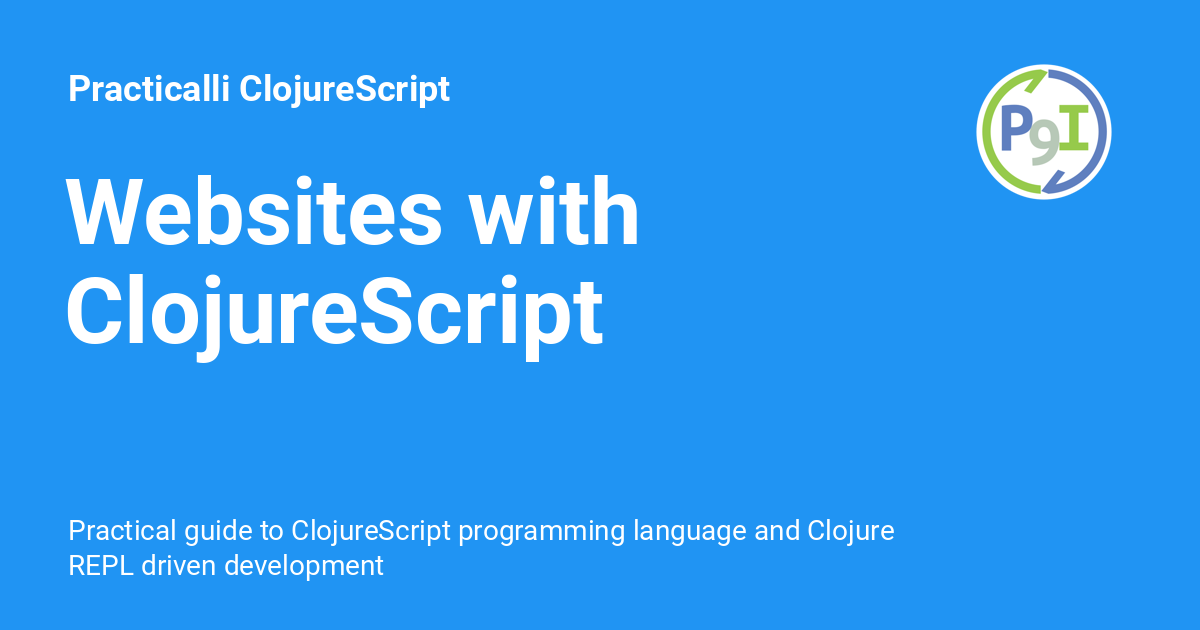 Practicalli ClojureScript
P9I
Websites with
ClojureScript
Practical guide to ClojureScript programming language and Clojure
REPL driven development